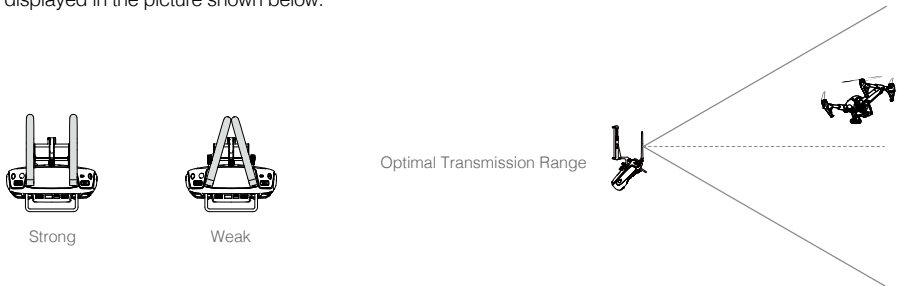 displayed in the picture shown below.
Optimal Transmission Range
Strong
Weak